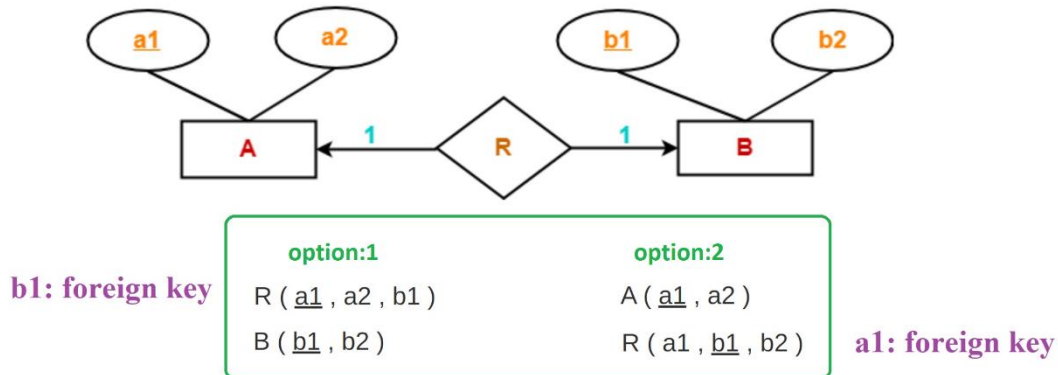 a1 a2 b1 b2
A 1 R 1 B
option:1 option:2
b1: foreign key
R ( a1 , a2 , b1 ) A ( a1 , a2 )
B ( b1 , b2 ) R ( a1 , b1 , b2 )
a1: foreign key